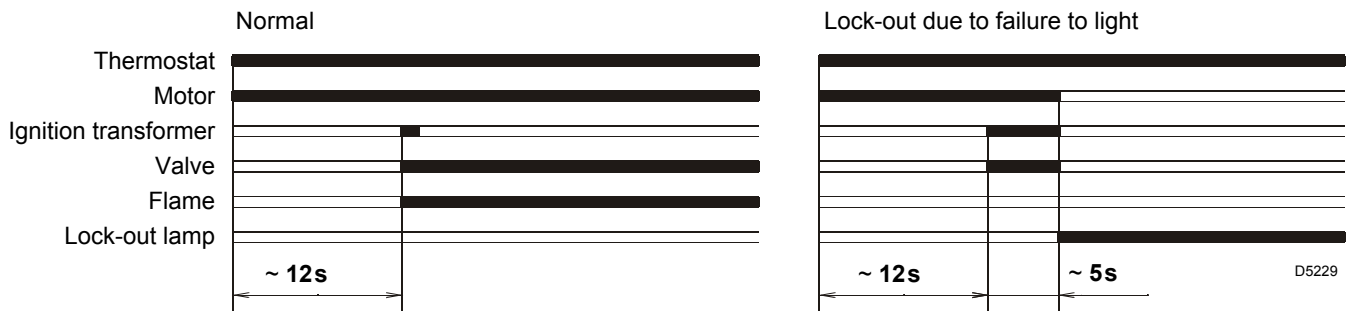 Normal
Lock-out due to failure to light
Thermostat
Motor
Ignition transformer
Valve
Flame
Lock-out lamp
~ 12s
~ 12s
~ 5s
D5229